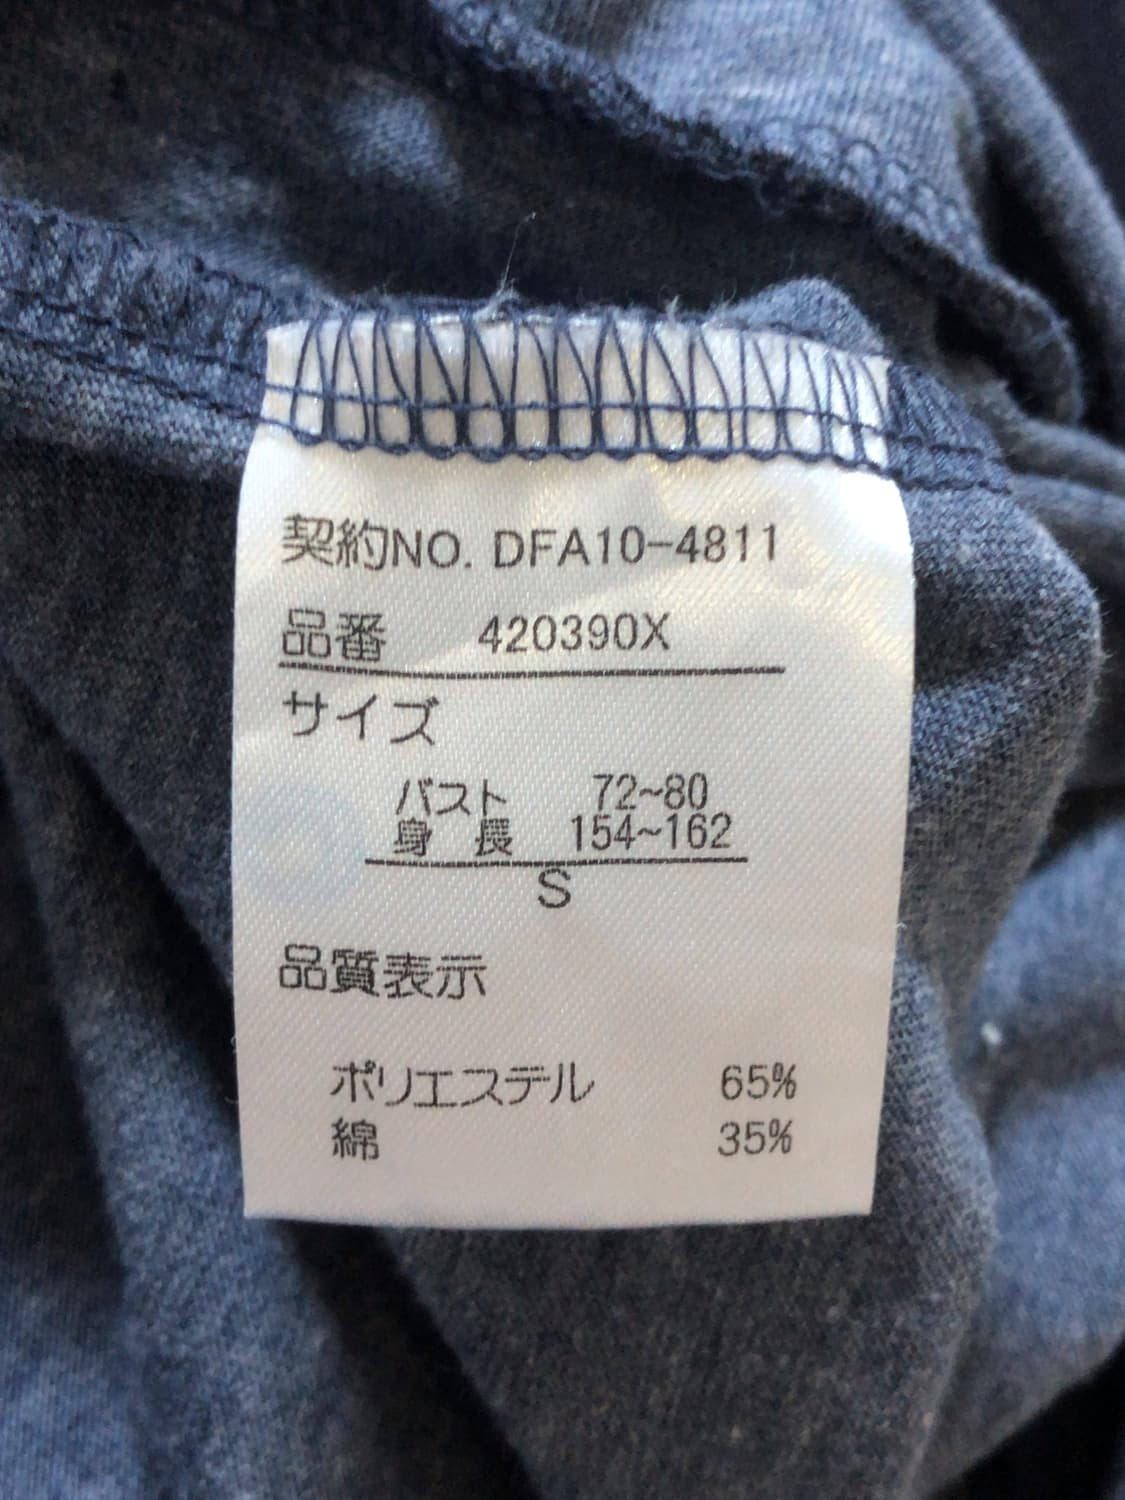 契約NO. DFA10-4811
品番 420390X
サイズ
バスト 72~80
身長 154~162
S
品質表示
ポリエステル 65%
綿 35%